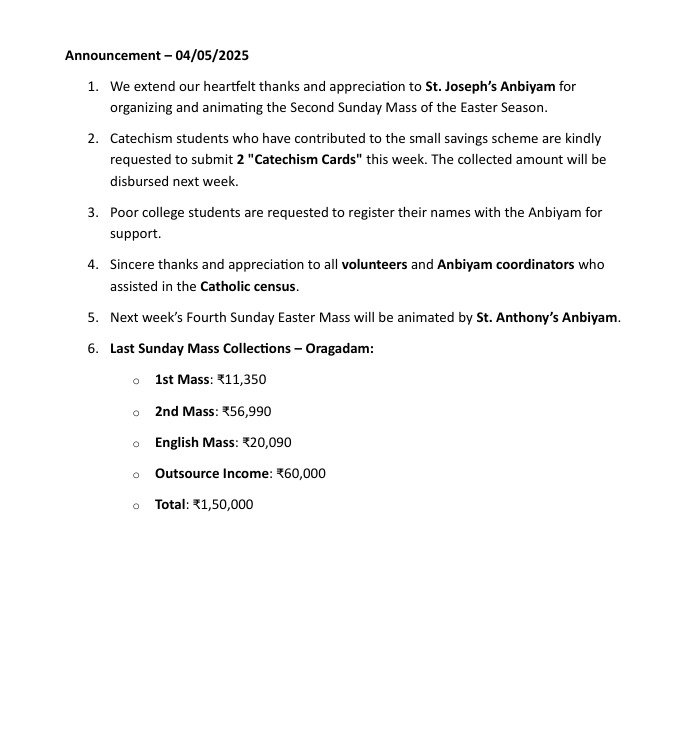 Announcement – 04/05/2025
1. We extend our heartfelt thanks and appreciation to St. Joseph’s Anbiyam for
organizing and animating the Second Sunday Mass of the Easter Season.
2. Catechism students who have contributed to the small savings scheme are kindly
requested to submit 2 "Catechism Cards" this week. The collected amount will be
disbursed next week.
3. Poor college students are requested to register their names with the Anbiyam for
support.
4. Sincere thanks and appreciation to all volunteers and Anbiyam coordinators who
assisted in the Catholic census.
5. Next week’s Fourth Sunday Easter Mass will be animated by St. Anthony’s Anbiyam.
6. Last Sunday Mass Collections – Oragadam:
○ 1st Mass: ₹11,350
○ 2nd Mass: ₹56,990
○ English Mass: ₹20,090
○ Outsource Income: ₹60,000
○ Total: ₹1,50,000